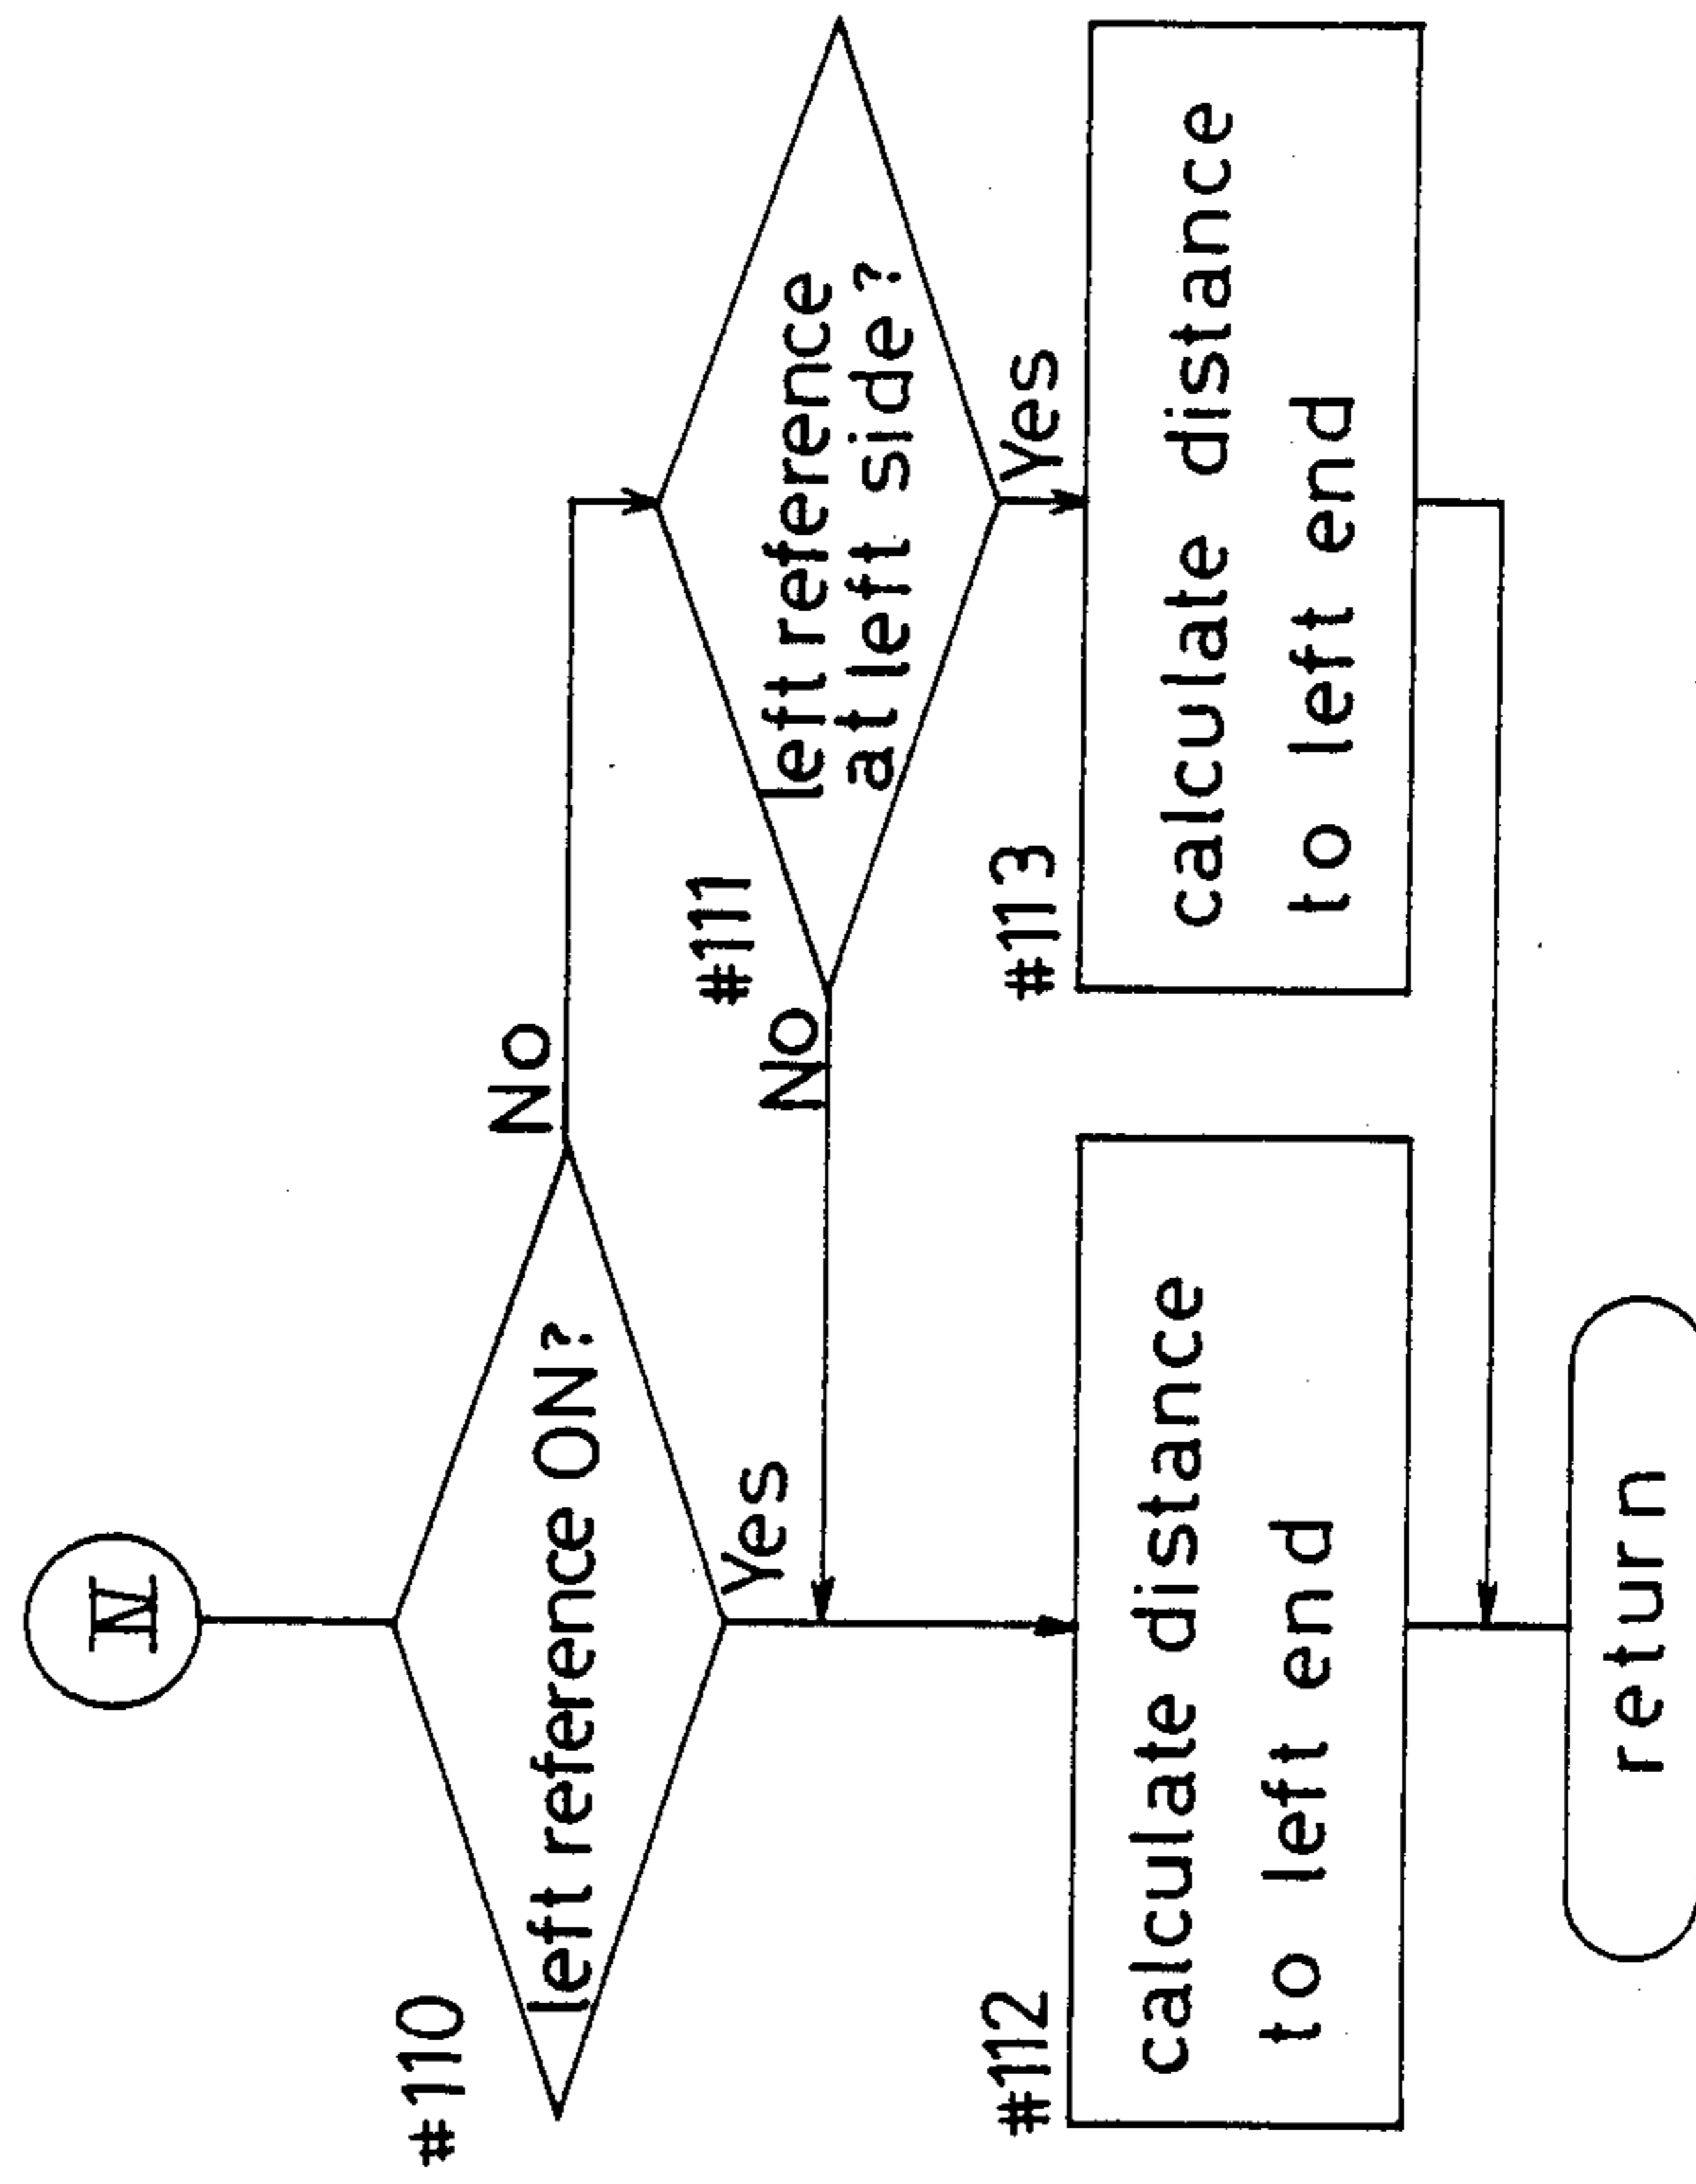 IV
#110
left reference ON?
No
Yes
#111
left reference
at left side?
No
Yes
#112
calculate distance
to left end
#113
calculate distance
to left end
return